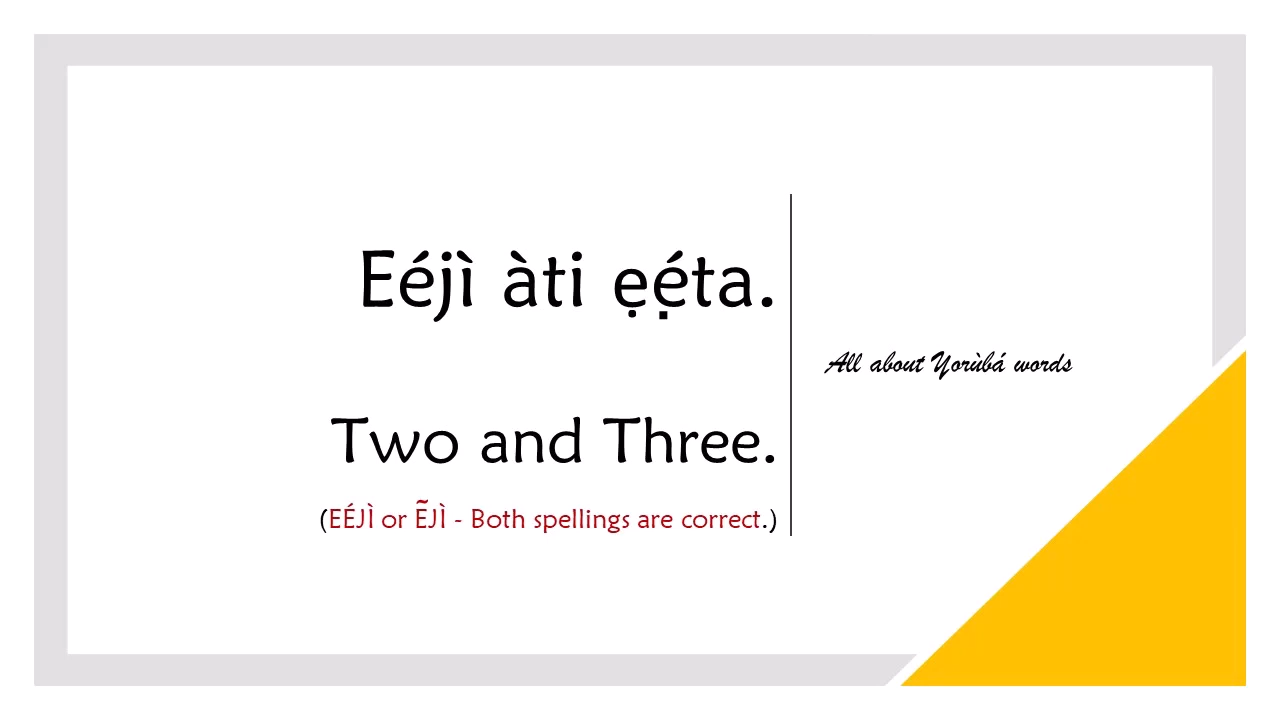 Eéjì àti ẹẹ́ta.
Two and Three.
(EÉJÌ or ẼJÌ - Both spellings are correct.)
All about Yorùbá words